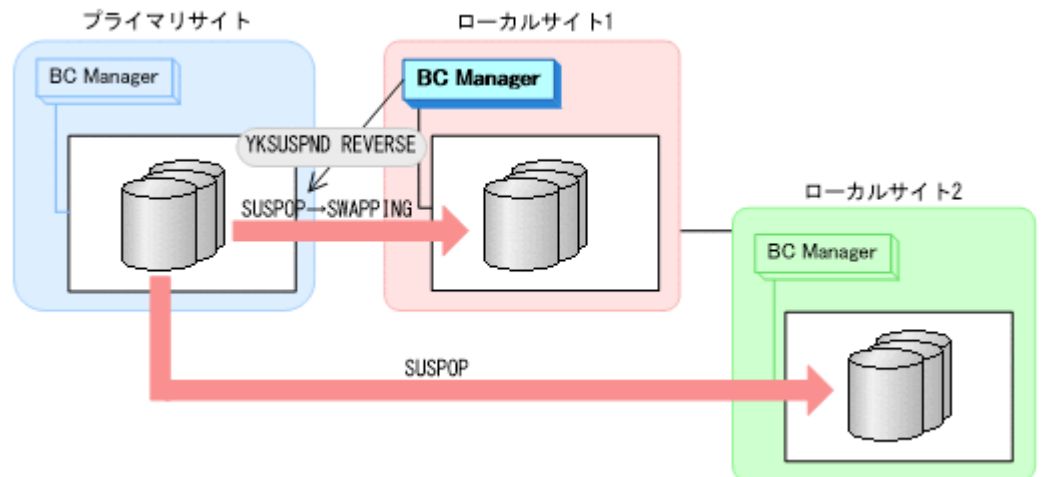 プライマリサイト
ローカルサイト1
BC Manager
BC Manager
YKSUSPND REVERSE
SUSPOP→SWAPPING
ローカルサイト2
BC Manager
SUSPOP